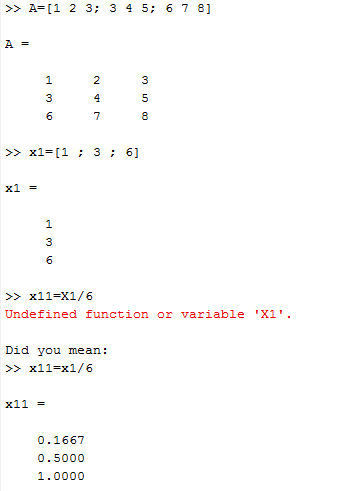 >> A=[1 2 3; 3 4 5; 6 7 8]
A =
1 2 3
3 4 5
6 7 8
>> x1=[1 ; 3 ; 6]
x1 =
1
3
6
>> x11=X1/6
Undefined function or variable 'X1'.
Did you mean:
>> x11=x1/6
x11 =
0.1667
0.5000
1.0000